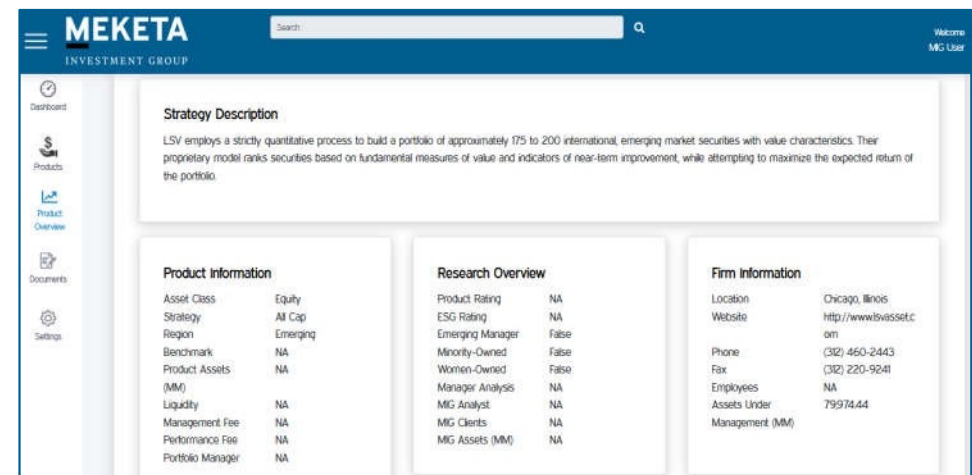 MEKETA
INVESTMENT GROUP
Search
Welcome
MIG User
Dashboard
Products
Product
Overview
Documents
Settings
Strategy Description
LSV employs a strictly quantitative process to build a portfolio of approximately 175 to 200 international, emerging market securities with value characteristics. Their
proprietary model ranks securities based on fundamental measures of value and indicators of near-term improvement, while attempting to maximize the expected return of
the portfolio.
Product Information
Asset Class Equity
Strategy All Cap
Region Emerging
Benchmark NA
Product Assets NA
(MM)
Liquidity NA
Management Fee NA
Performance Fee NA
Portfolio Manager NA
Research Overview
Product Rating NA
ESG Rating NA
Emerging Manager False
Minority-Owned False
Women-Owned False
Manager Analysis NA
MIG Analyst NA
MIG Clients NA
MIG Assets (MM) NA
Firm Information
Location Chicago, Illinois
Website http://www.lsvasset.c
om
Phone (312) 460-2443
Fax (312) 220-9241
Employees NA
Assets Under 79,974.44
Management (MM)